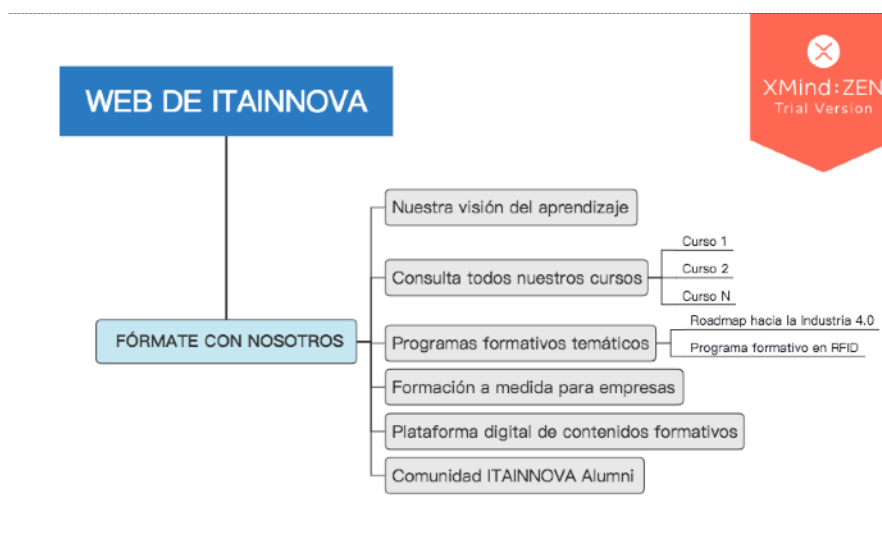 XMind:ZEN
Trial Version
WEB DE ITAINNOVA
Nuestra visión del aprendizaje
Curso 1
Consulta todos nuestros cursos
Curso 2
Curso N
Roadmap hacia la Industria 4.0
FÓRMATE CON NOSOTROS
Programas formativos temáticos
Programa formativo en RFID
Formación a medida para empresas
Plataforma digital de contenidos formativos
Comunidad ITAINNOVA Alumni